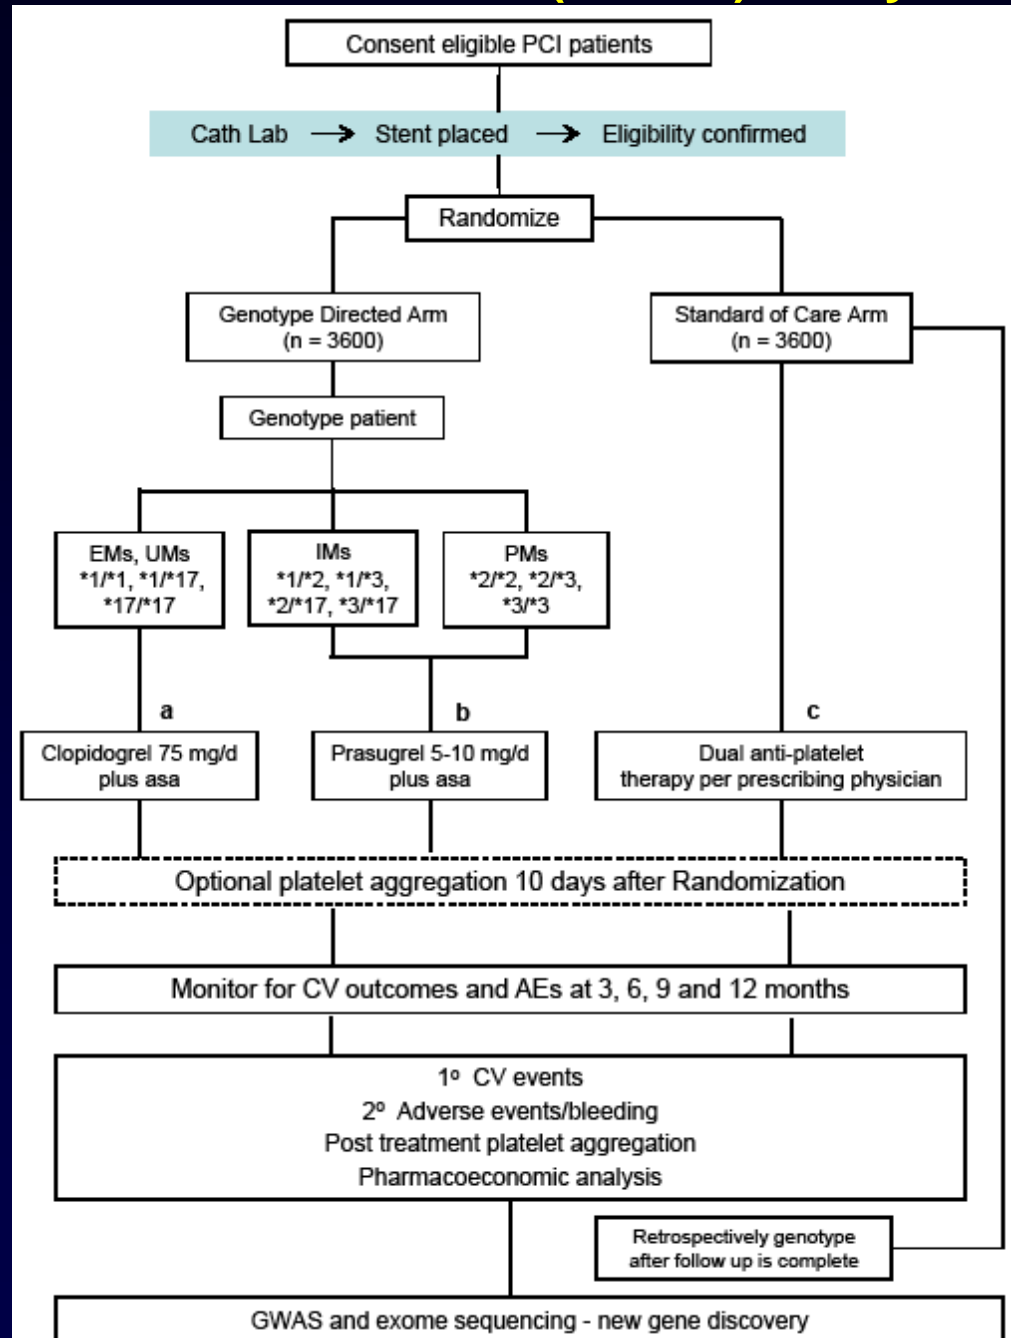 Consent eligible PCI patients
Cath Lab → Stent placed → Eligibility confirmed
Randomize
Genotype Directed Arm
(n = 3600)
Standard of Care Arm
(n = 3600)
Genotype patient
EMs, UMs
*1/*1, *1/*17,
*17/*17
IMs
*1/*2, *1/*3,
*2/*17, *3/*17
PMs
*2/*2, *2/*3,
*3/*3
a
b
c
Clopidogrel 75 mg/d
plus asa
Prasugrel 5-10 mg/d
plus asa
Dual anti-platelet
therapy per prescribing physician
Optional platelet aggregation 10 days after Randomization
Monitor for CV outcomes and AEs at 3, 6, 9 and 12 months
1º CV events
2º Adverse events/bleeding
Post treatment platelet aggregation
Pharmacoeconomic analysis
Retrospectively genotype
after follow up is complete
GWAS and exome sequencing - new gene discovery